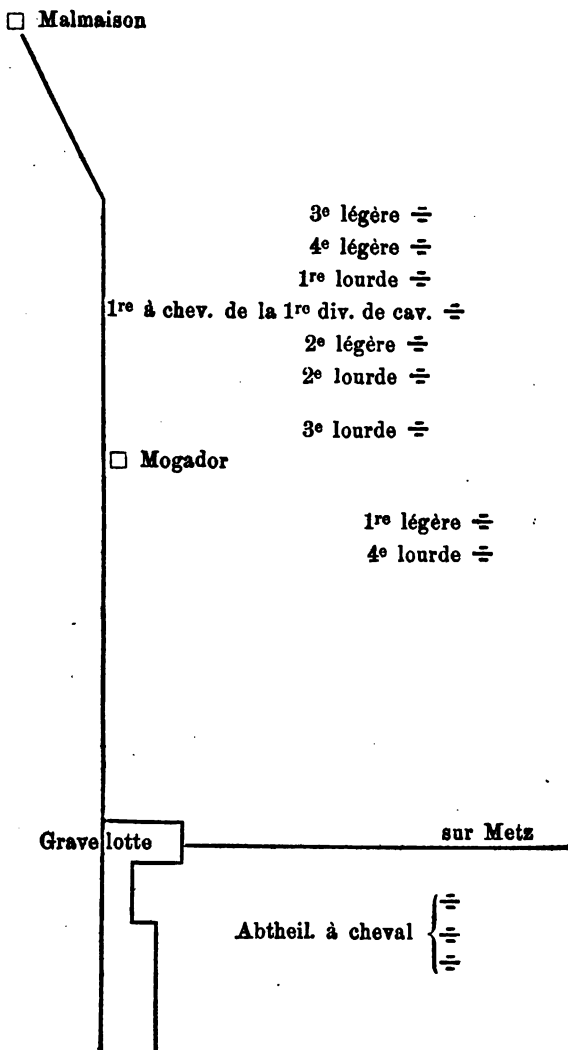 Malmaison
3e légère
4e légère
1re lourde
1re à chev. de la 1re div. de cav.
2e légère
2e lourde
3e lourde
Mogador
1re légère
4e lourde
Gravelotte
sur Metz
Abtheil. à cheval